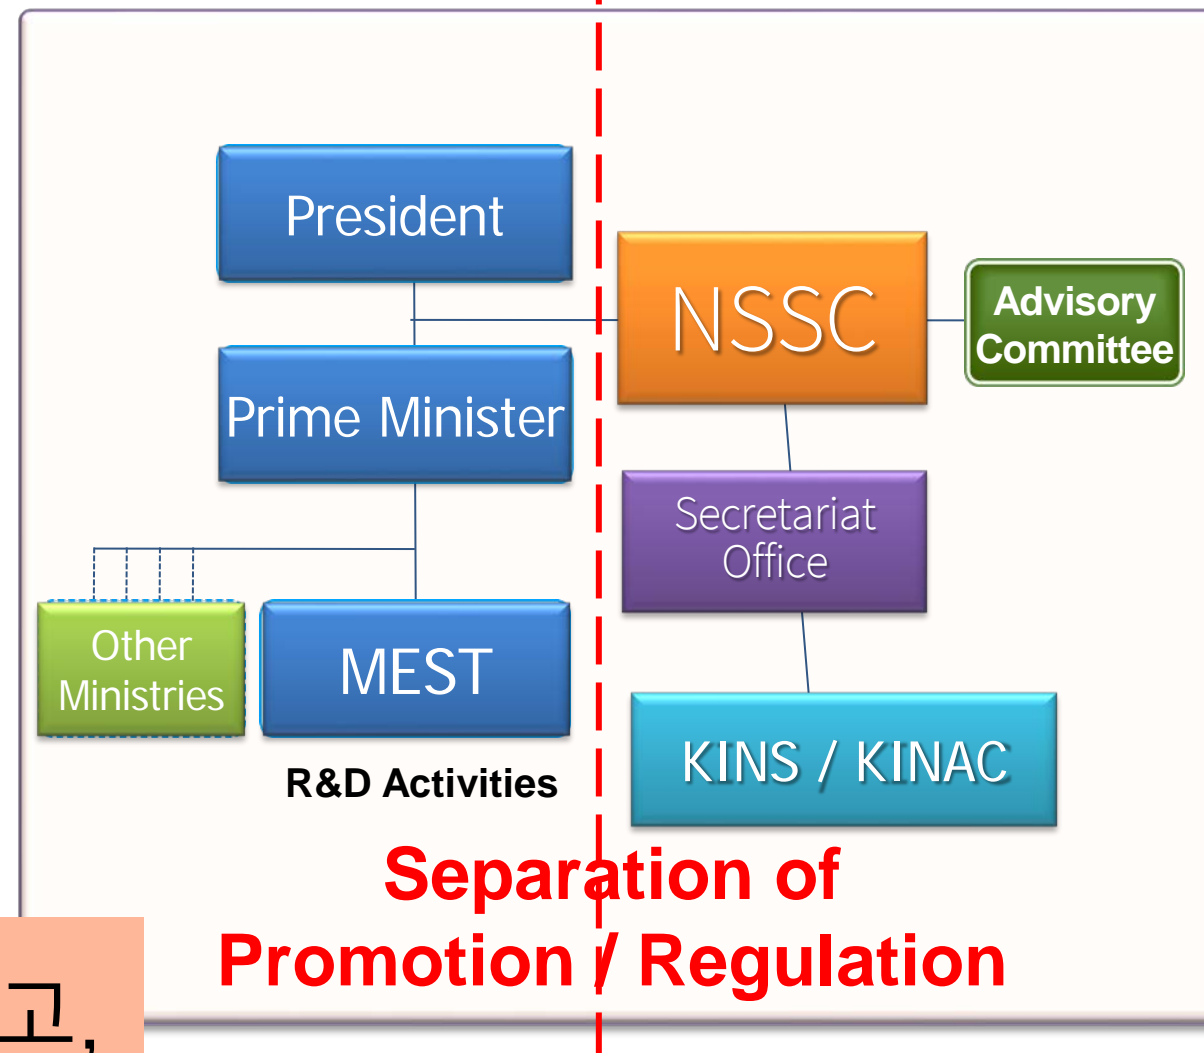 President
NSSC
Advisory
Committee
Prime Minister
Secretariat
Office
Other
Ministries
MEST
KINS / KINAC
R&D Activities
Separation of
Promotion / Regulation
고,